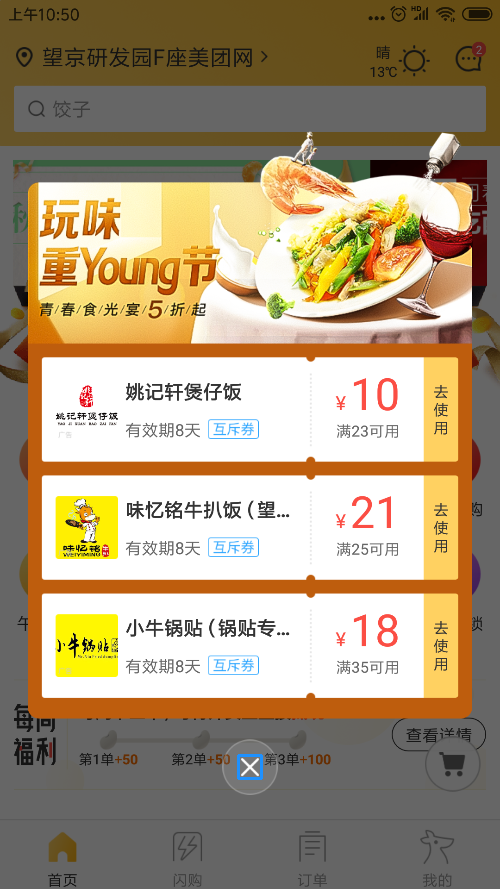 上午10:50
HD
望京研发园F座美团网
晴
13℃
2
饺子
玩味
重Young节
青/春/食/光/宴/5/折/起
姚记轩煲仔饭
YAO JI XUAN BAO ZAI FAN
广告
姚记轩煲仔饭
有效期8天 互斥券
¥10
满23可用
去使用
味忆铭
WEIYIMING
味忆铭牛扒饭（望...
有效期8天 互斥券
¥21
满25可用
去使用
小牛锅贴
小牛锅贴（锅贴专...
有效期8天 互斥券
¥18
满35可用
去使用
每周
福利
第1单+50
第2单+50
第3单+100
查看详情
首页
闪购
订单
我的